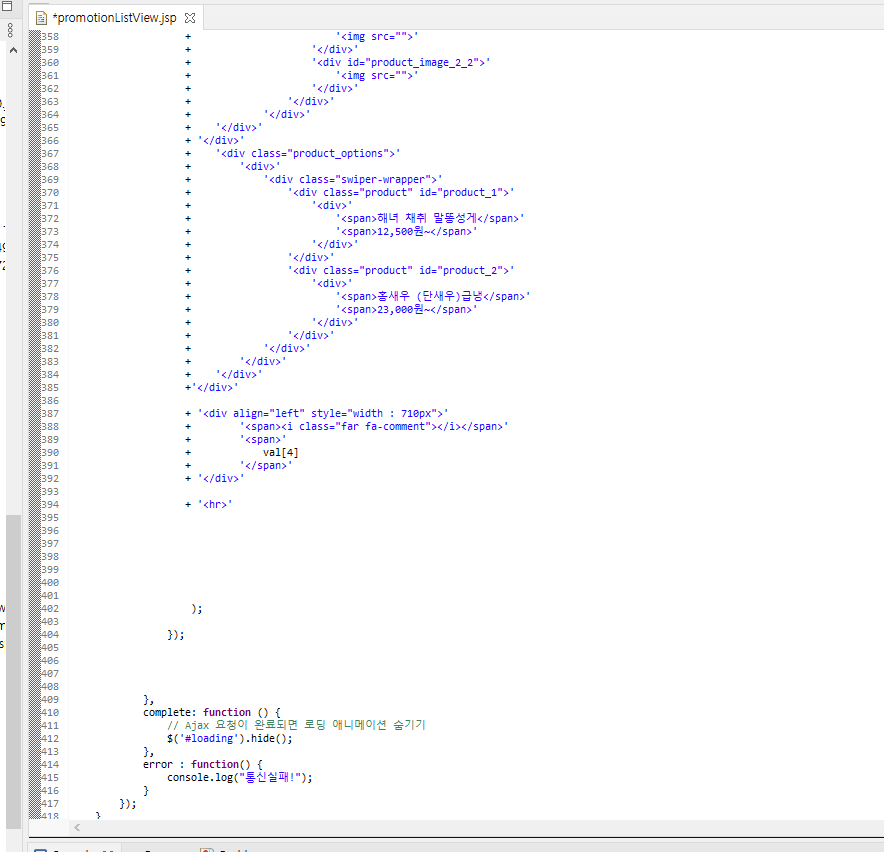 *promotionListView.jsp
358 + '<img src="">'
359 + '</div>'
360 + '<div id="product_image_2_2">'
361 + '<img src="">'
362 + '</div>'
363 + '</div>'
364 + '</div>'
365 + '</div>'
366 + '</div>'
367 + '<div class="product_options">'
368 + '<div>'
369 + '<div class="swiper-wrapper">'
370 + '<div class="product" id="product_1">'
371 + '<div>'
372 + '<span>해녀 채취 말똥성게</span>'
373 + '<span>12,500원~</span>'
374 + '</div>'
375 + '</div>'
376 + '<div class="product" id="product_2">'
377 + '<div>'
378 + '<span>홍새우 (단새우)급냉</span>'
379 + '<span>23,000원~</span>'
380 + '</div>'
381 + '</div>'
382 + '</div>'
383 + '</div>'
384 + '</div>'
385 +'</div>'
386
387 + '<div align="left" style="width : 710px">'
388 + '<span><i class="far fa-comment"></i></span>'
389 + '<span>'
390 + val[4]
391 + '</span>'
392 + '</div>'
393
394 + '<hr>'
395
396
397
398
399
400
401
402 );
403
404 });
405
406
407
408
409 },
410 complete: function () {
411 // Ajax 요청이 완료되면 로딩 애니메이션 숨기기
412 $('#loading').hide();
413 },
414 error : function() {
415 console.log("통신실패!");
416 }
417 });
418 }